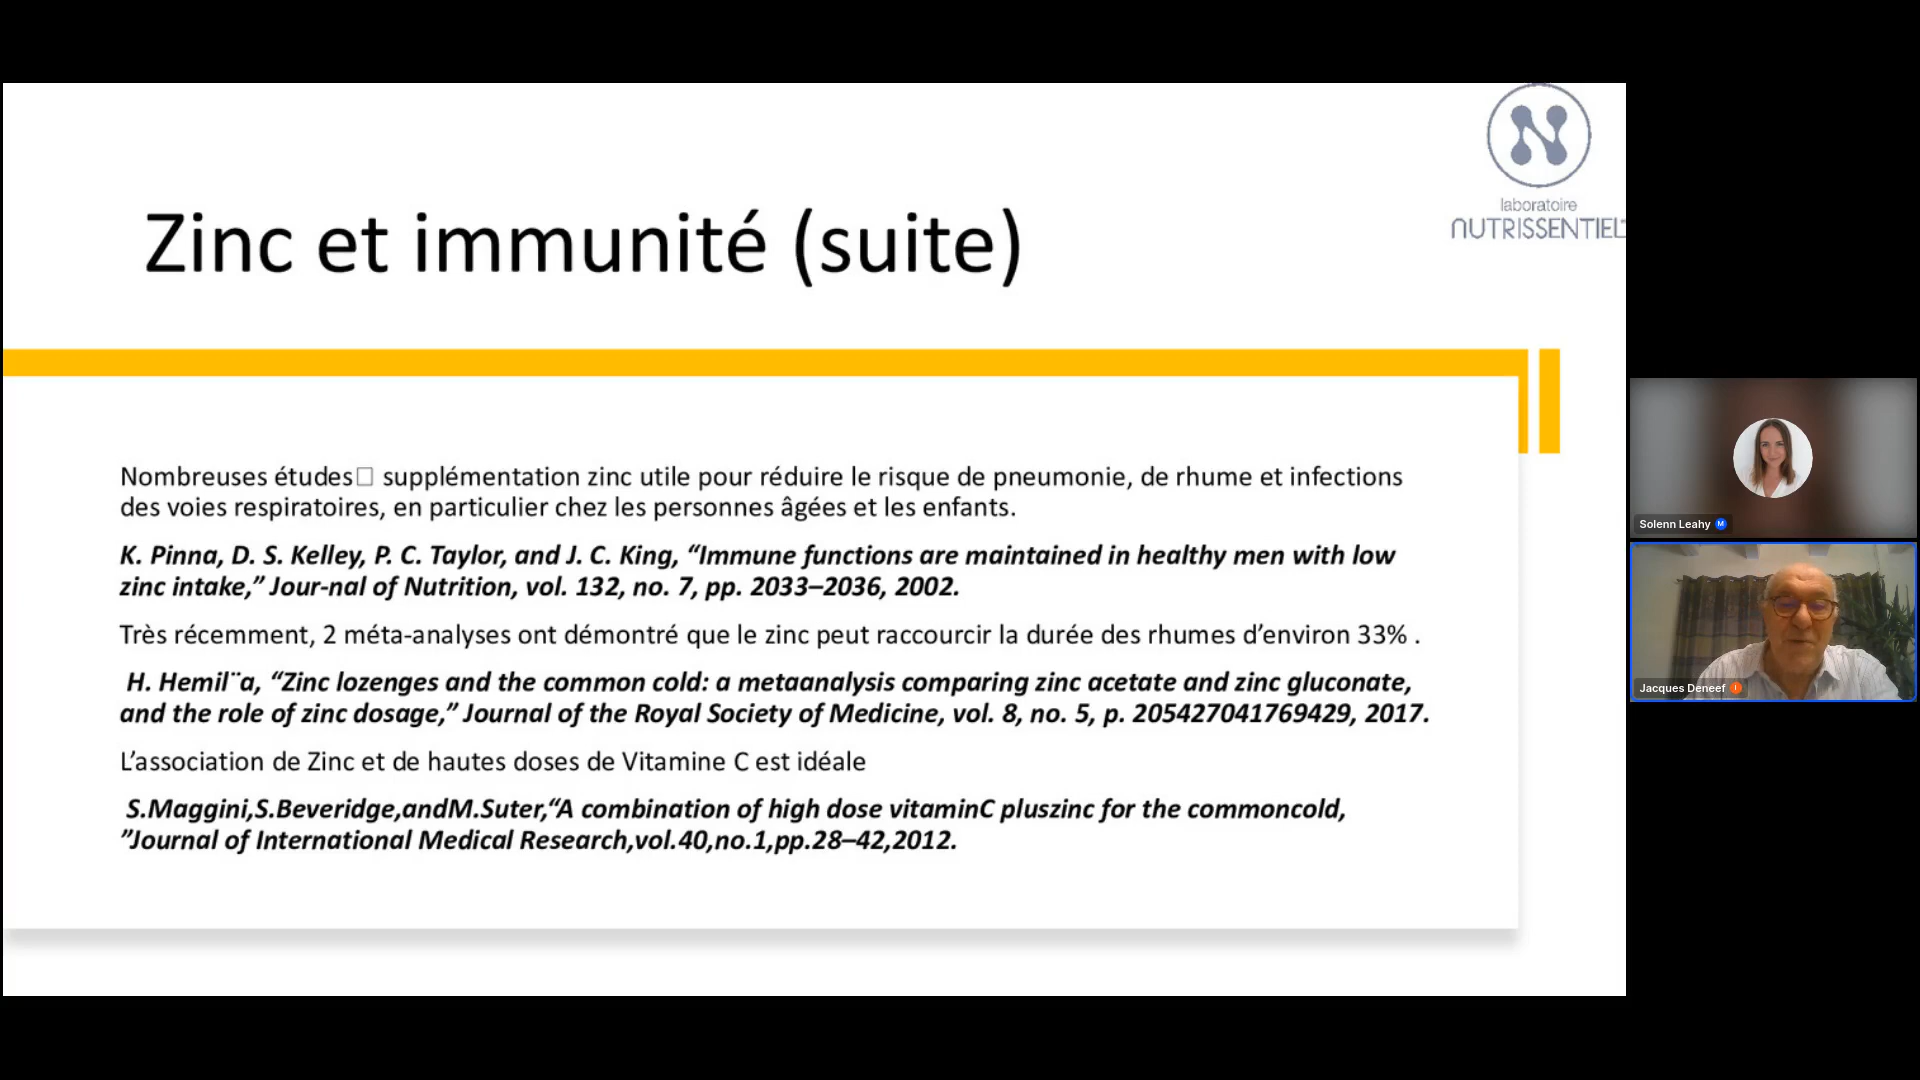 laboratoire
NUTRISSENTIEL
Zinc et immunité (suite)
Nombreuses études□ supplémentation zinc utile pour réduire le risque de pneumonie, de rhume et infections
des voies respiratoires, en particulier chez les personnes âgées et les enfants.
K. Pinna, D. S. Kelley, P. C. Taylor, and J. C. King, “Immune functions are maintained in healthy men with low
zinc intake,” Jour-nal of Nutrition, vol. 132, no. 7, pp. 2033–2036, 2002.
Très récemment, 2 méta-analyses ont démontré que le zinc peut raccourcir la durée des rhumes d’environ 33% .
H. Hemil¨a, “Zinc lozenges and the common cold: a metaanalysis comparing zinc acetate and zinc gluconate,
and the role of zinc dosage,” Journal of the Royal Society of Medicine, vol. 8, no. 5, p. 205427041769429, 2017.
L’association de Zinc et de hautes doses de Vitamine C est idéale
S.Maggini,S.Beveridge,andM.Suter,“A combination of high dose vitaminC pluszinc for the commoncold,
”Journal of International Medical Research,vol.40,no.1,pp.28–42,2012.
Solenn Leahy M
Jacques Deneef I